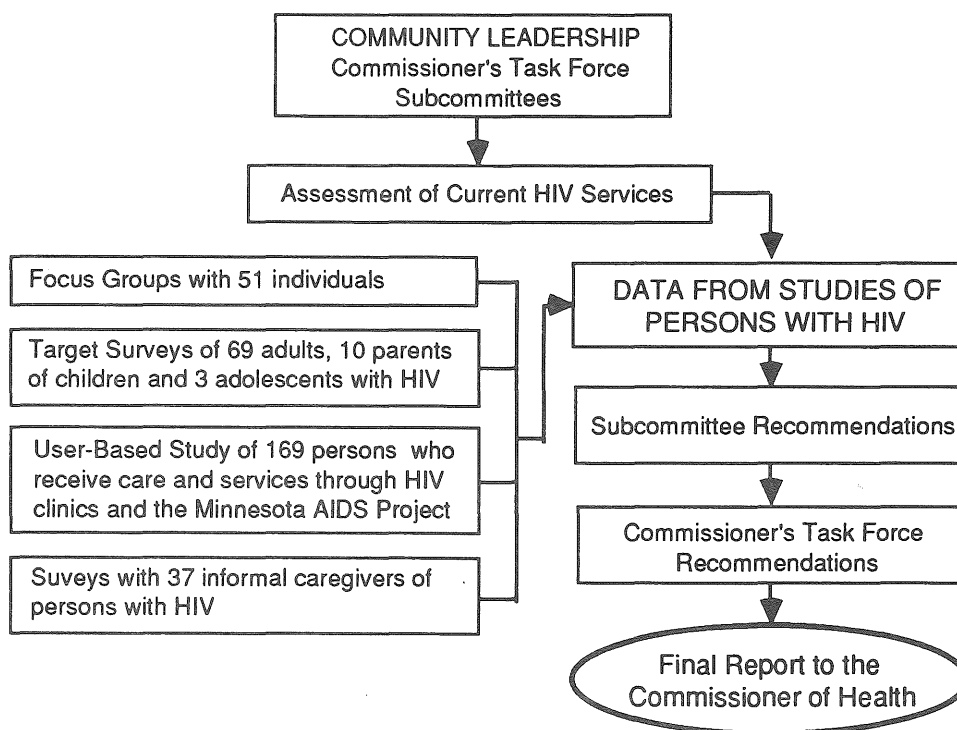 COMMUNITY LEADERSHIP
Commissioner's Task Force
Subcommittees
Assessment of Current HIV Services
Focus Groups with 51 individuals
Target Surveys of 69 adults, 10 parents
of children and 3 adolescents with HIV
User-Based Study of 169 persons who
receive care and services through HIV
clinics and the Minnesota AIDS Project
Suveys with 37 informal caregivers of
persons with HIV
DATA FROM STUDIES OF
PERSONS WITH HIV
Subcommittee Recommendations
Commissioner's Task Force
Recommendations
Final Report to the
Commissioner of Health